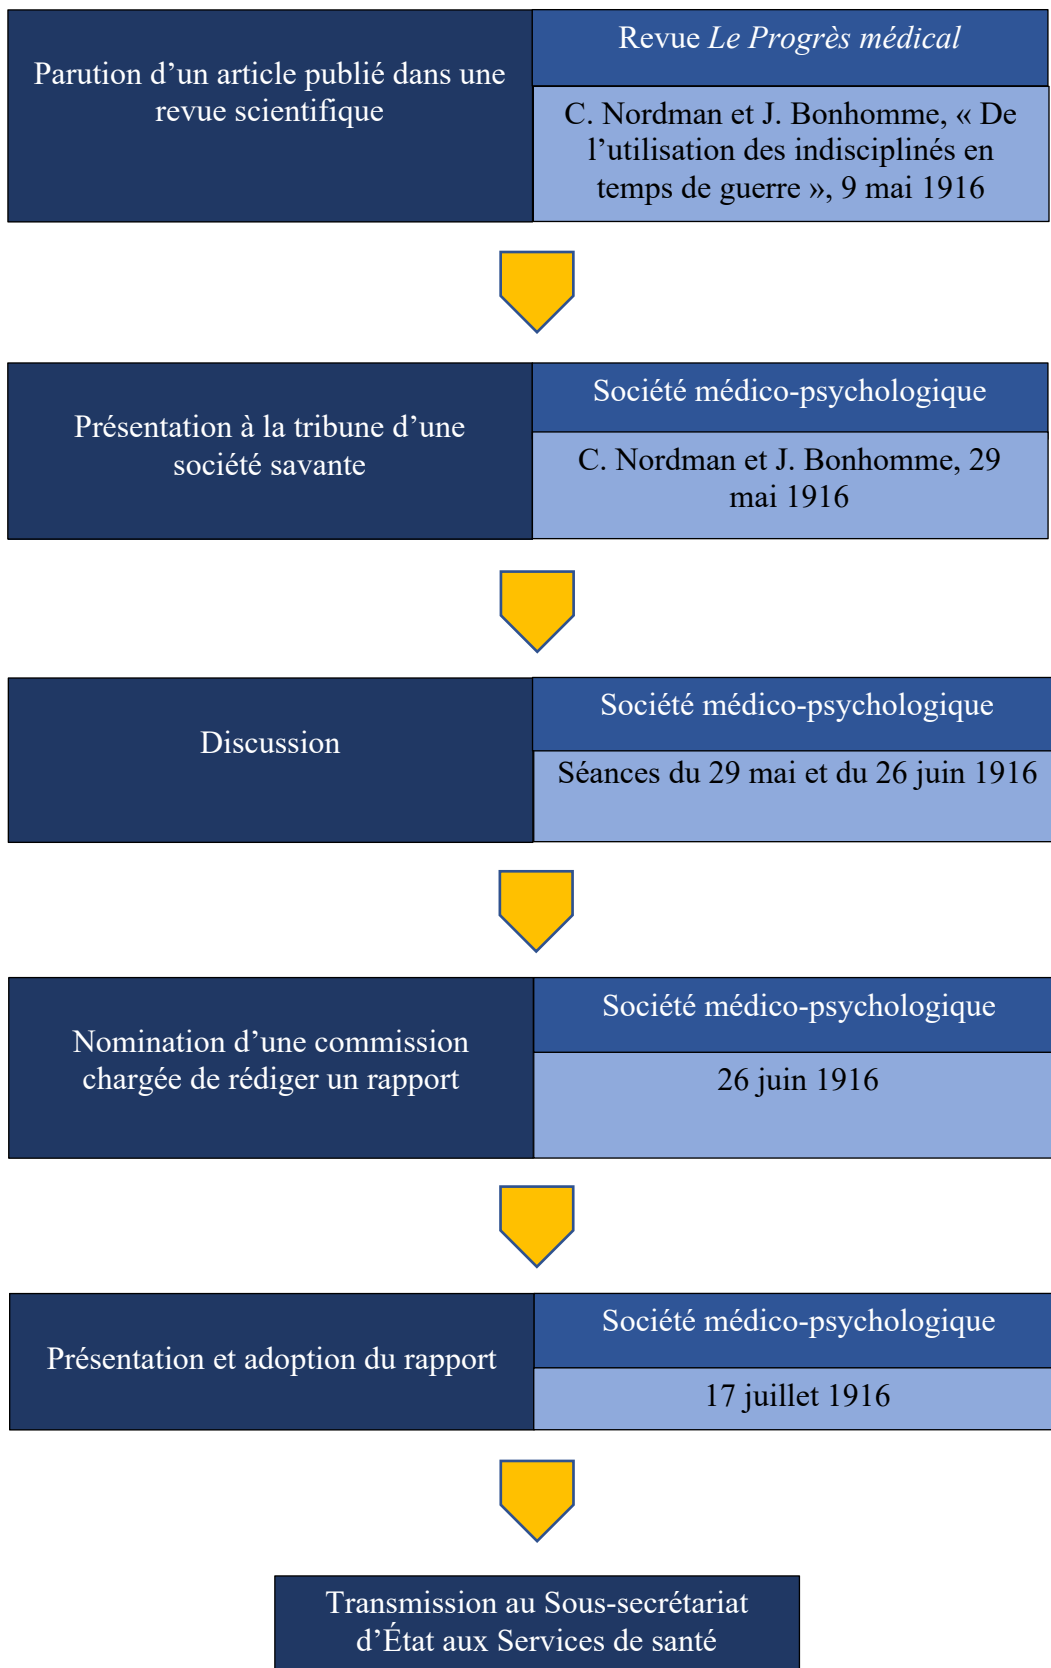 Parution d’un article publié dans une
revue scientifique
Revue Le Progrès médical
C. Nordman et J. Bonhomme, « De
l’utilisation des indisciplinés en
temps de guerre », 9 mai 1916
Présentation à la tribune d’une
société savante
Société médico-psychologique
C. Nordman et J. Bonhomme, 29
mai 1916
Discussion
Société médico-psychologique
Séances du 29 mai et du 26 juin 1916
Nomination d’une commission
chargée de rédiger un rapport
Société médico-psychologique
26 juin 1916
Présentation et adoption du rapport
Société médico-psychologique
17 juillet 1916
Transmission au Sous-secrétariat
d’État aux Services de santé